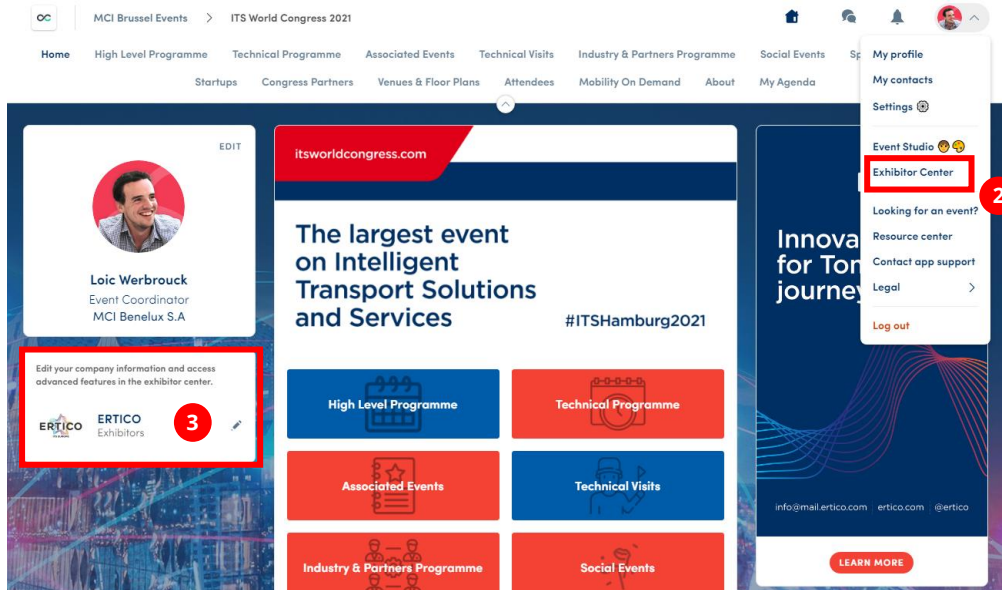 MCI Brussel Events > ITS World Congress 2021
Home High Level Programme Technical Programme Associated Events Technical Visits Industry & Partners Programme Social Events Sp
Startups Congress Partners Venues & Floor Plans Attendees Mobility On Demand About My Agenda
My profile
My contacts
Settings
Event Studio
Exhibitor Center
2
Looking for an event?
Resource center
Contact app support
Legal >
Log out
EDIT
Loic Werbrouck
Event Coordinator
MCI Benelux S.A
Edit your company information and access
advanced features in the exhibitor center.
ERTICO
ERTICO
Exhibitors
3
itsworldcongress.com
The largest event
on Intelligent
Transport Solutions
and Services
#ITSHamburg2021
High Level Programme
Technical Programme
Associated Events
Technical Visits
Industry & Partners Programme
Social Events
Innova
for Tom
journey
info@mail.ertico.com | ertico.com | @ertico
LEARN MORE